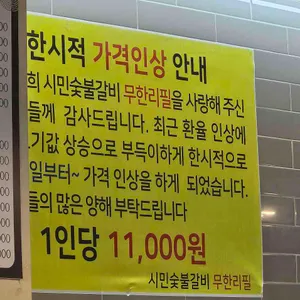 한시적 가격인상 안내
희 시민숯불갈비 무한리필을 사랑해 주신
들께 감사드립니다. 최근 환율 인상에
기값 상승으로 부득이하게 한시적으로
일부터~ 가격 인상을 하게 되었습니다.
들의 많은 양해 부탁드립니다
1인당 11,000원
시민숯불갈비 무한리필